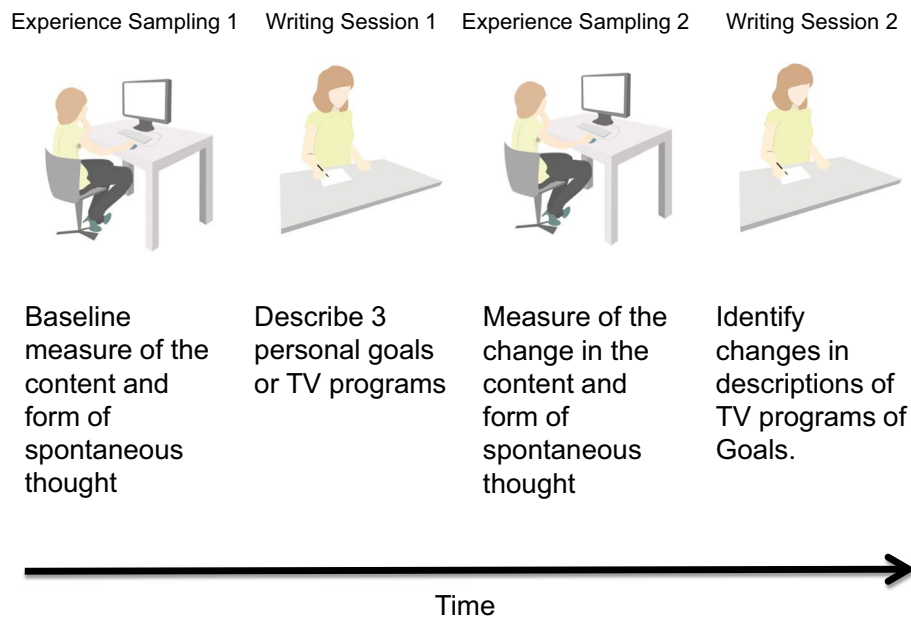 Experience Sampling 1
Writing Session 1
Experience Sampling 2
Writing Session 2
Baseline
measure of the
content and
form of
spontaneous
thought
Describe 3
personal goals
or TV programs
Measure of the
change in the
content and
form of
spontaneous
thought
Identify
changes in
descriptions of
TV programs of
Goals.
Time